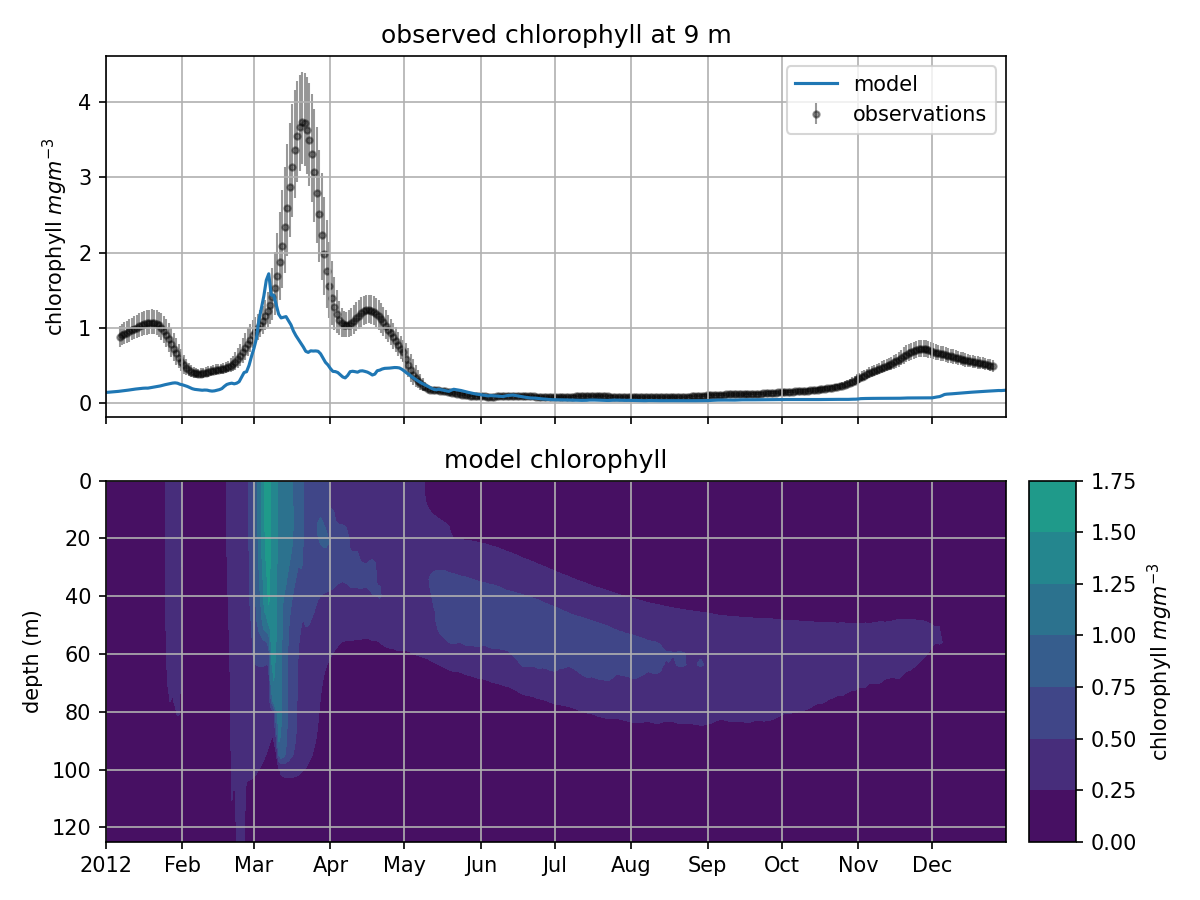 observed chlorophyll at 9 m
model
observations
4
3
2
1
0
chlorophyll mgm⁻³
model chlorophyll
0
20
40
60
80
100
120
depth (m)
2012 Feb Mar Apr May Jun Jul Aug Sep Oct Nov Dec
1.75
1.50
1.25
1.00
0.75
0.50
0.25
0.00
chlorophyll mgm⁻³